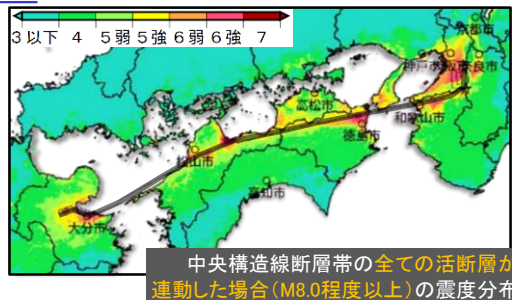 3以下 4 5弱 5強 6弱 6強 7
京都市
神戸市 大阪市 奈良市
高松市
和歌山市
徳島市
松山市
高知市
大分市
中央構造線断層帯の全ての活断層が
連動した場合(M8.0程度以上)の震度分布